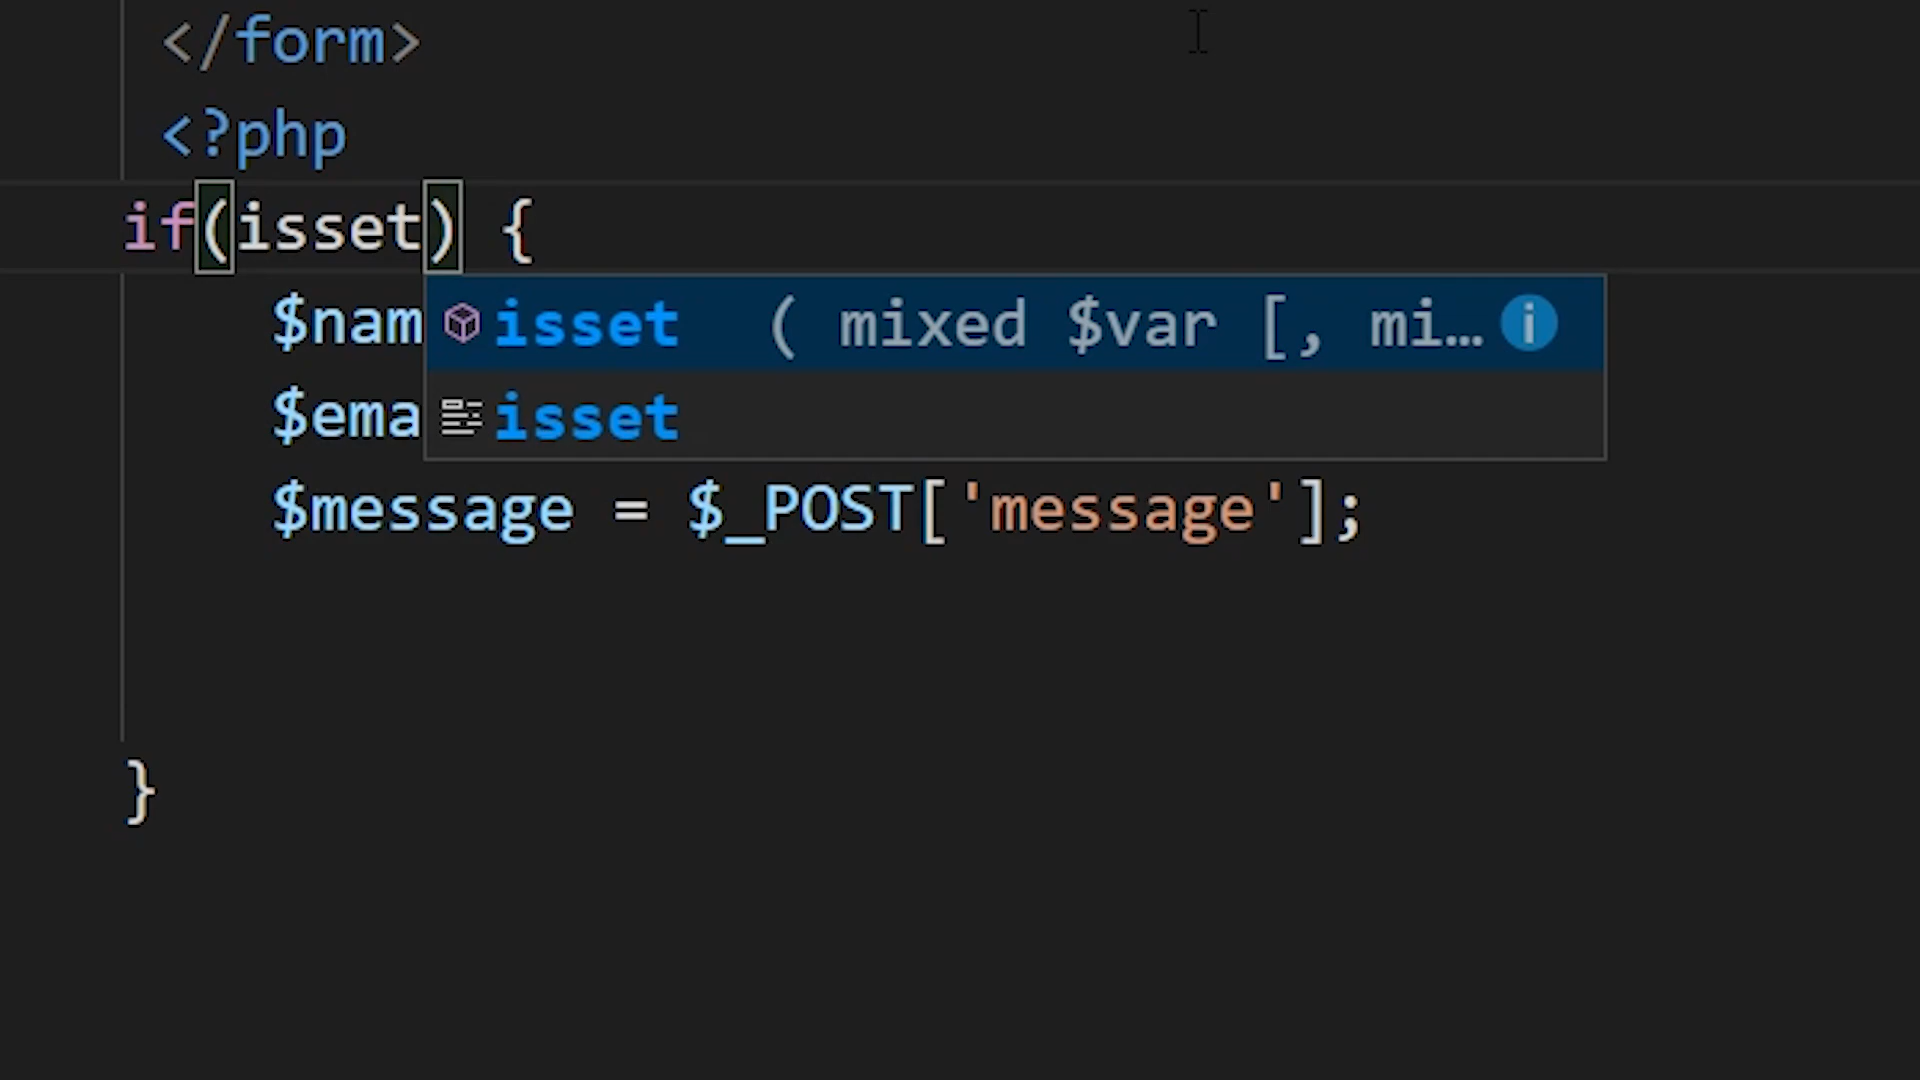 </form>
<?php
if(isset) {
$nam
isset ( mixed $var [, mi…
$ema
isset
$message = $_POST['message'];
}